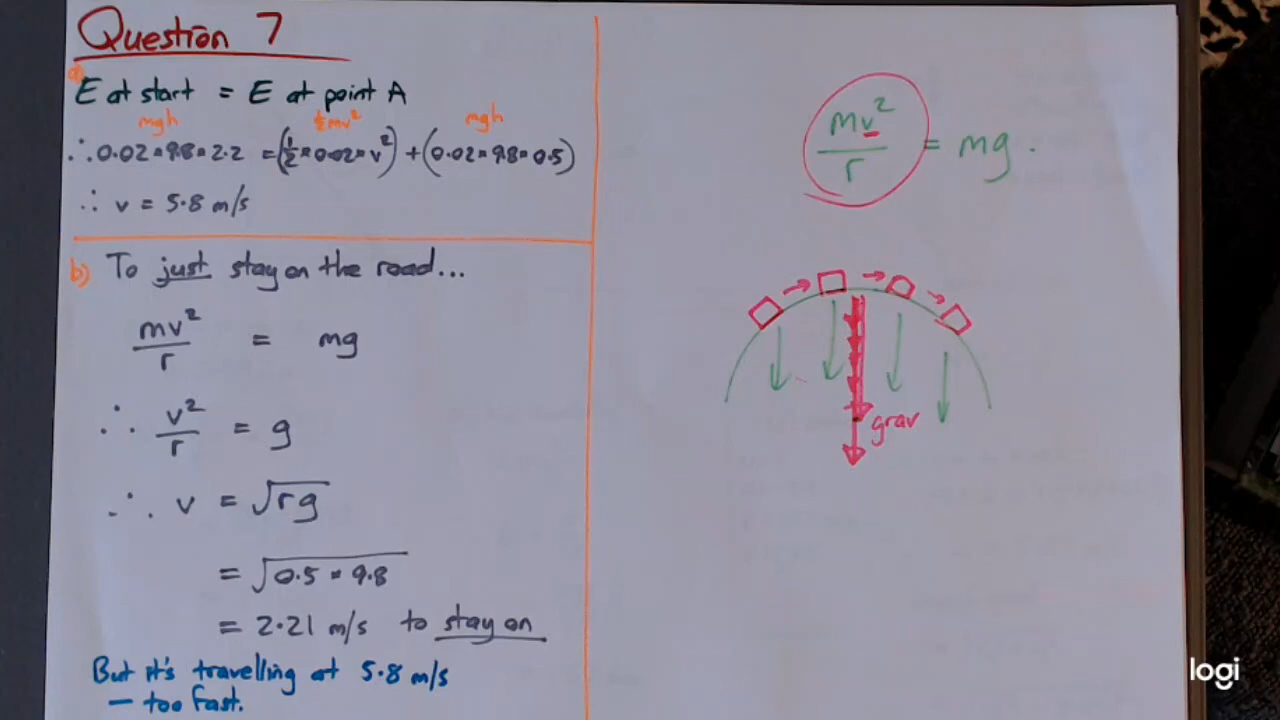 Question 7
a)
E at start = E at point A
mgh ½mv² mgh
∴ 0.02 × 9.8 × 2.2 = (½ × 0.02 × v²) + (0.02 × 9.8 × 0.5)
∴ v = 5.8 m/s
b) To just stay on the road...
mv²/r = mg
∴ v²/r = g
∴ v = √rg
= √0.5 × 9.8
= 2.21 m/s to stay on
But it's travelling at 5.8 m/s
– too fast.
mv²/r = mg.
grav
logi